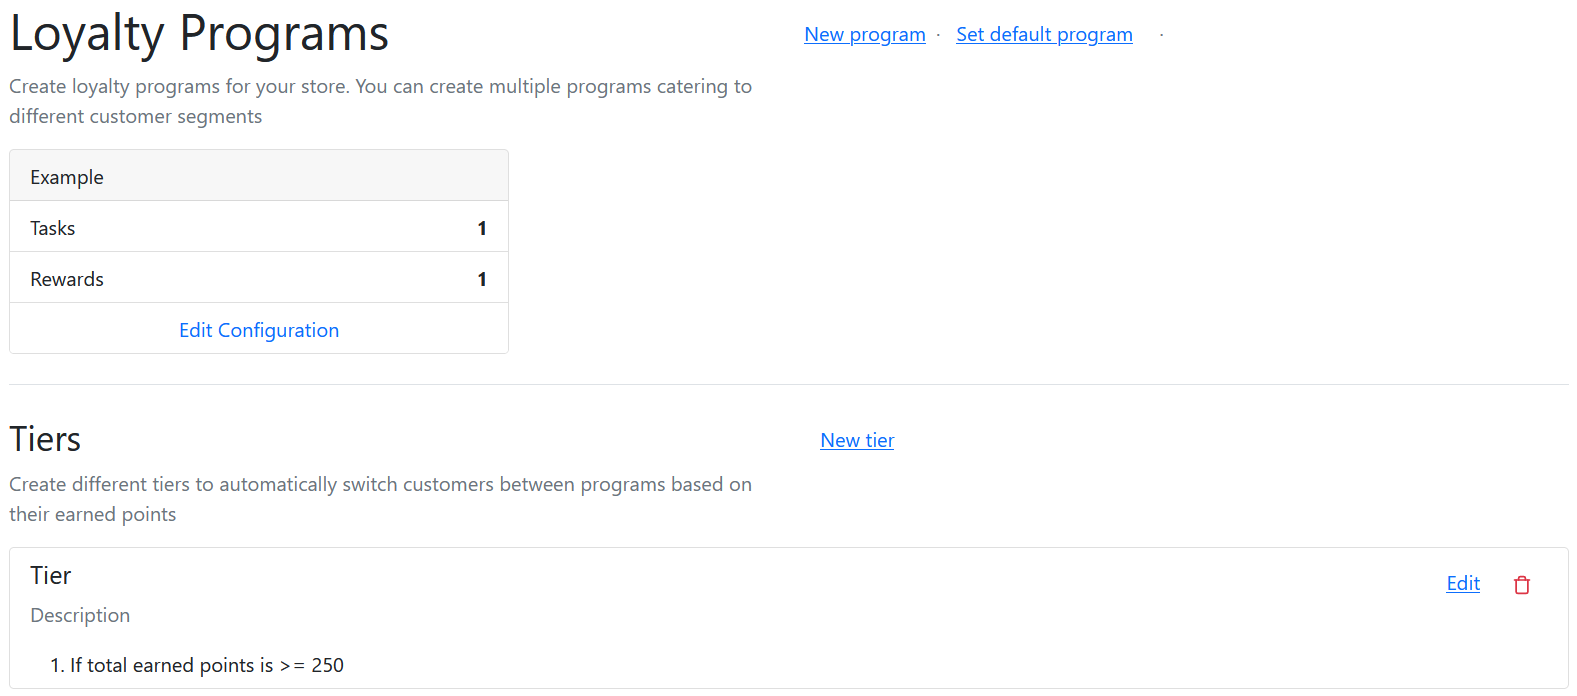 Loyalty Programs
New program · Set default program ·
Create loyalty programs for your store. You can create multiple programs catering to
different customer segments
Example
Tasks 1
Rewards 1
Edit Configuration
Tiers
New tier
Create different tiers to automatically switch customers between programs based on
their earned points
Tier
Edit
Description
1. If total earned points is >= 250